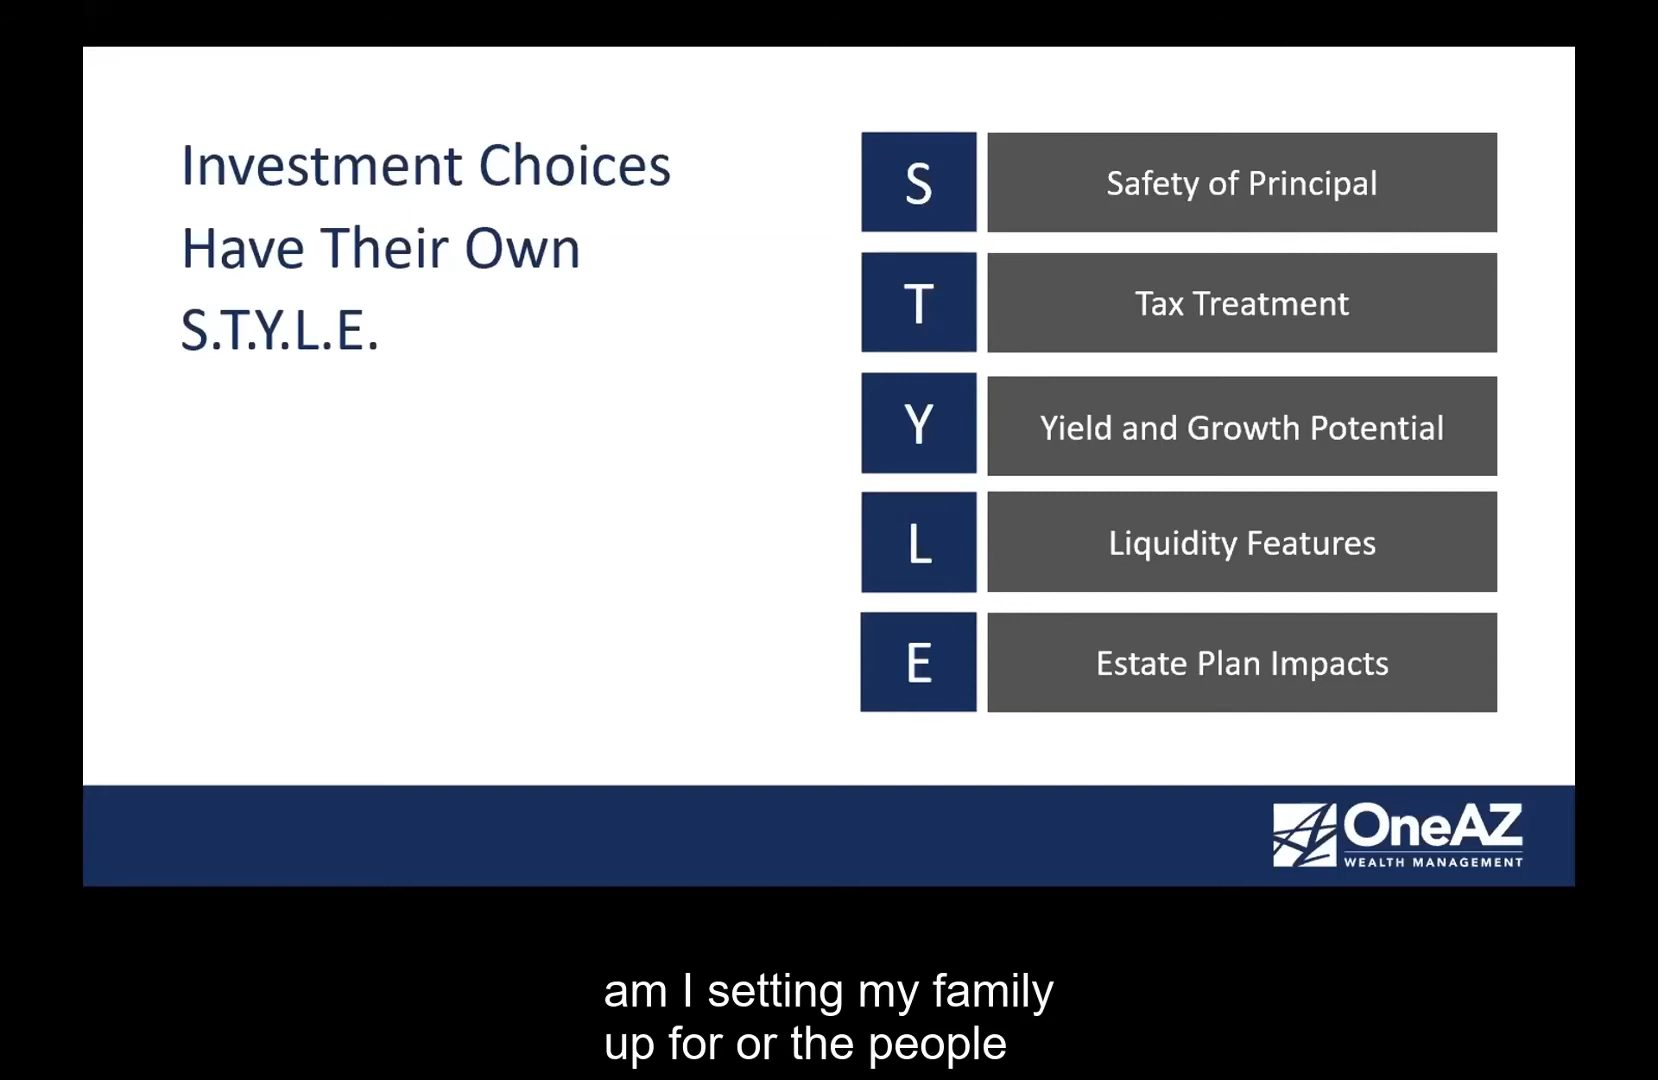 Investment Choices
Have Their Own
S.T.Y.L.E.
S
Safety of Principal
T
Tax Treatment
Y
Yield and Growth Potential
L
Liquidity Features
E
Estate Plan Impacts
OneAZ
WEALTH MANAGEMENT
am I setting my family
up for or the people